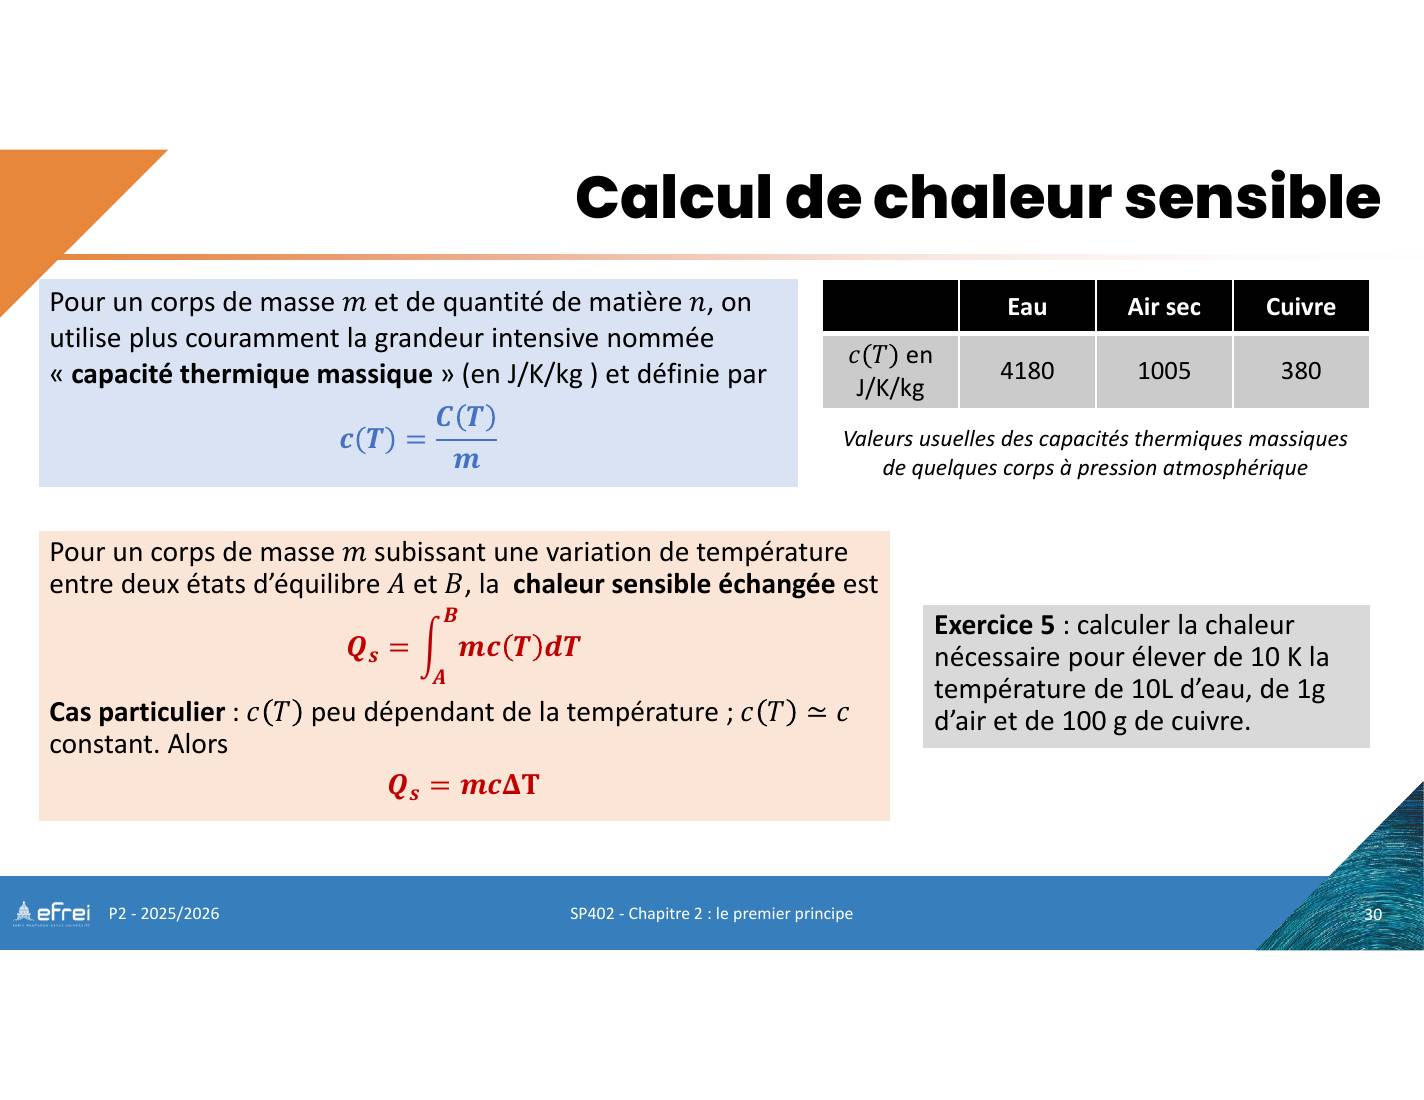 Calcul de chaleur sensible
Pour un corps de masse m et de quantité de matière n, on
utilise plus couramment la grandeur intensive nommée
« capacité thermique massique » (en J/K/kg ) et définie par
c(T) = C(T)/m
Eau Air sec Cuivre
c(T) en J/K/kg 4180 1005 380
Valeurs usuelles des capacités thermiques massiques
de quelques corps à pression atmosphérique
Pour un corps de masse m subissant une variation de température
entre deux états d’équilibre A et B, la  chaleur sensible échangée est
Q_s = ∫_A^B mc(T)dT
Cas particulier : c(T) peu dépendant de la température ; c(T) ≃ c
constant. Alors
Q_s = mcΔT
Exercice 5 : calculer la chaleur
nécessaire pour élever de 10 K la
température de 10L d’eau, de 1g
d’air et de 100 g de cuivre.
efrei P2 - 2025/2026
SP402 - Chapitre 2 : le premier principe
30